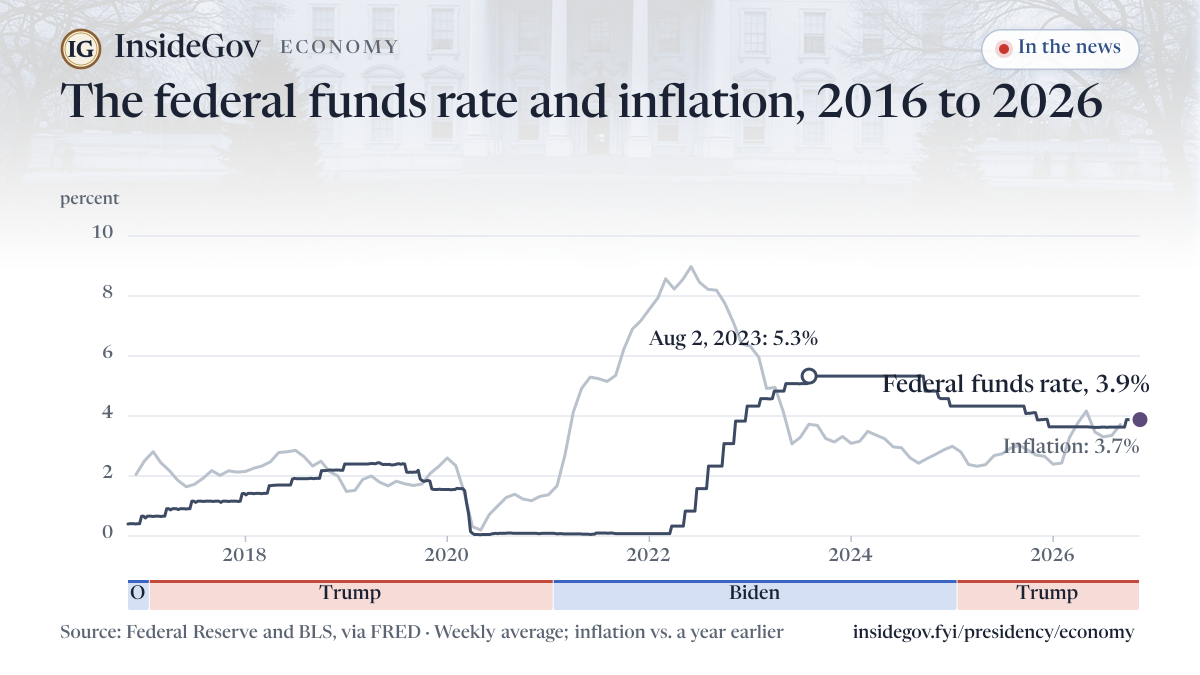 IG InsideGov ECONOMY
In the news
The federal funds rate and inflation, 2016 to 2026
percent
10
8
6
4
2
0
Aug 2, 2023: 5.3%
Federal funds rate, 3.9%
Inflation: 3.7%
2018 2020 2022 2024 2026
O Trump Biden Trump
Source: Federal Reserve and BLS, via FRED · Weekly average; inflation vs. a year earlier
insidegov.fyi/presidency/economy